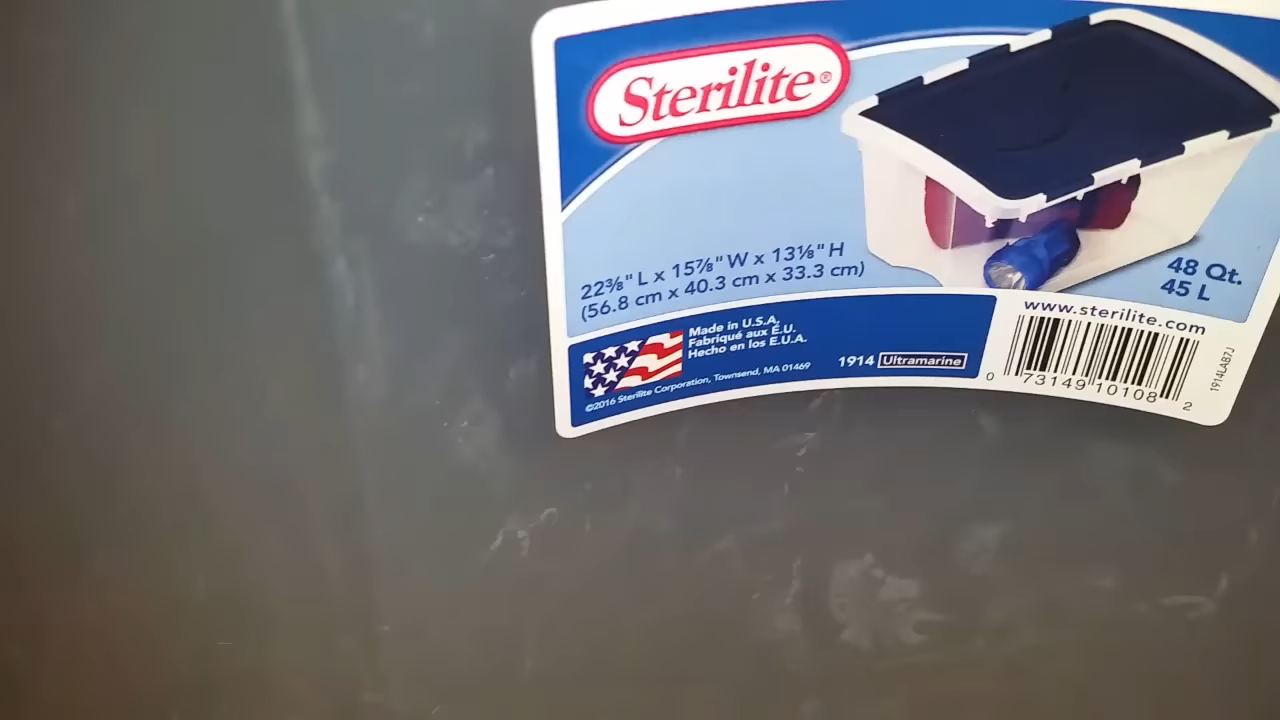 Sterilite®
22⅜" L x 15⅞" W x 13⅛" H
(56.8 cm x 40.3 cm x 33.3 cm)
48 Qt.
45 L
Made in U.S.A.
Fabriqué aux É.U.
Hecho en los E.U.A.
©2016 Sterilite Corporation, Townsend, MA 01469
1914 Ultramarine
www.sterilite.com
0 73149 10108 2
1914LAB7J